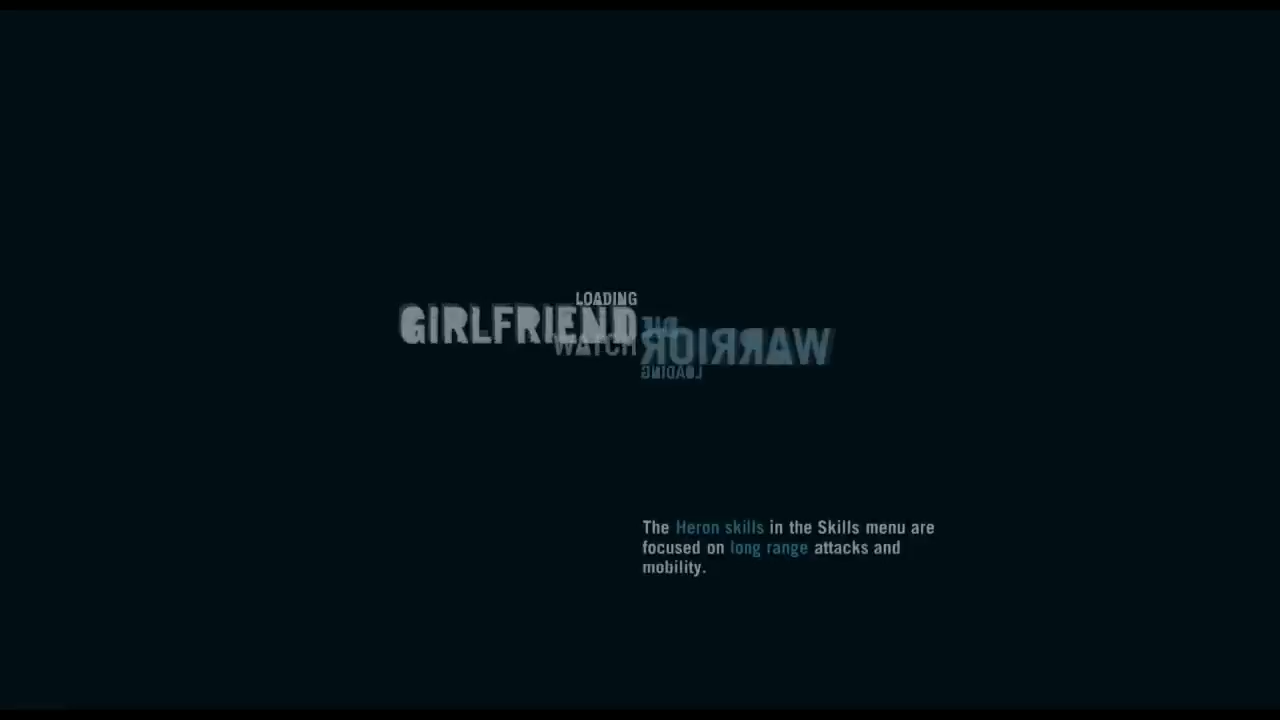 LOADING
GIRLFRIEND
WATCH
THE
WARRIOR
LOADING
The Heron skills in the Skills menu are
focused on long range attacks and
mobility.